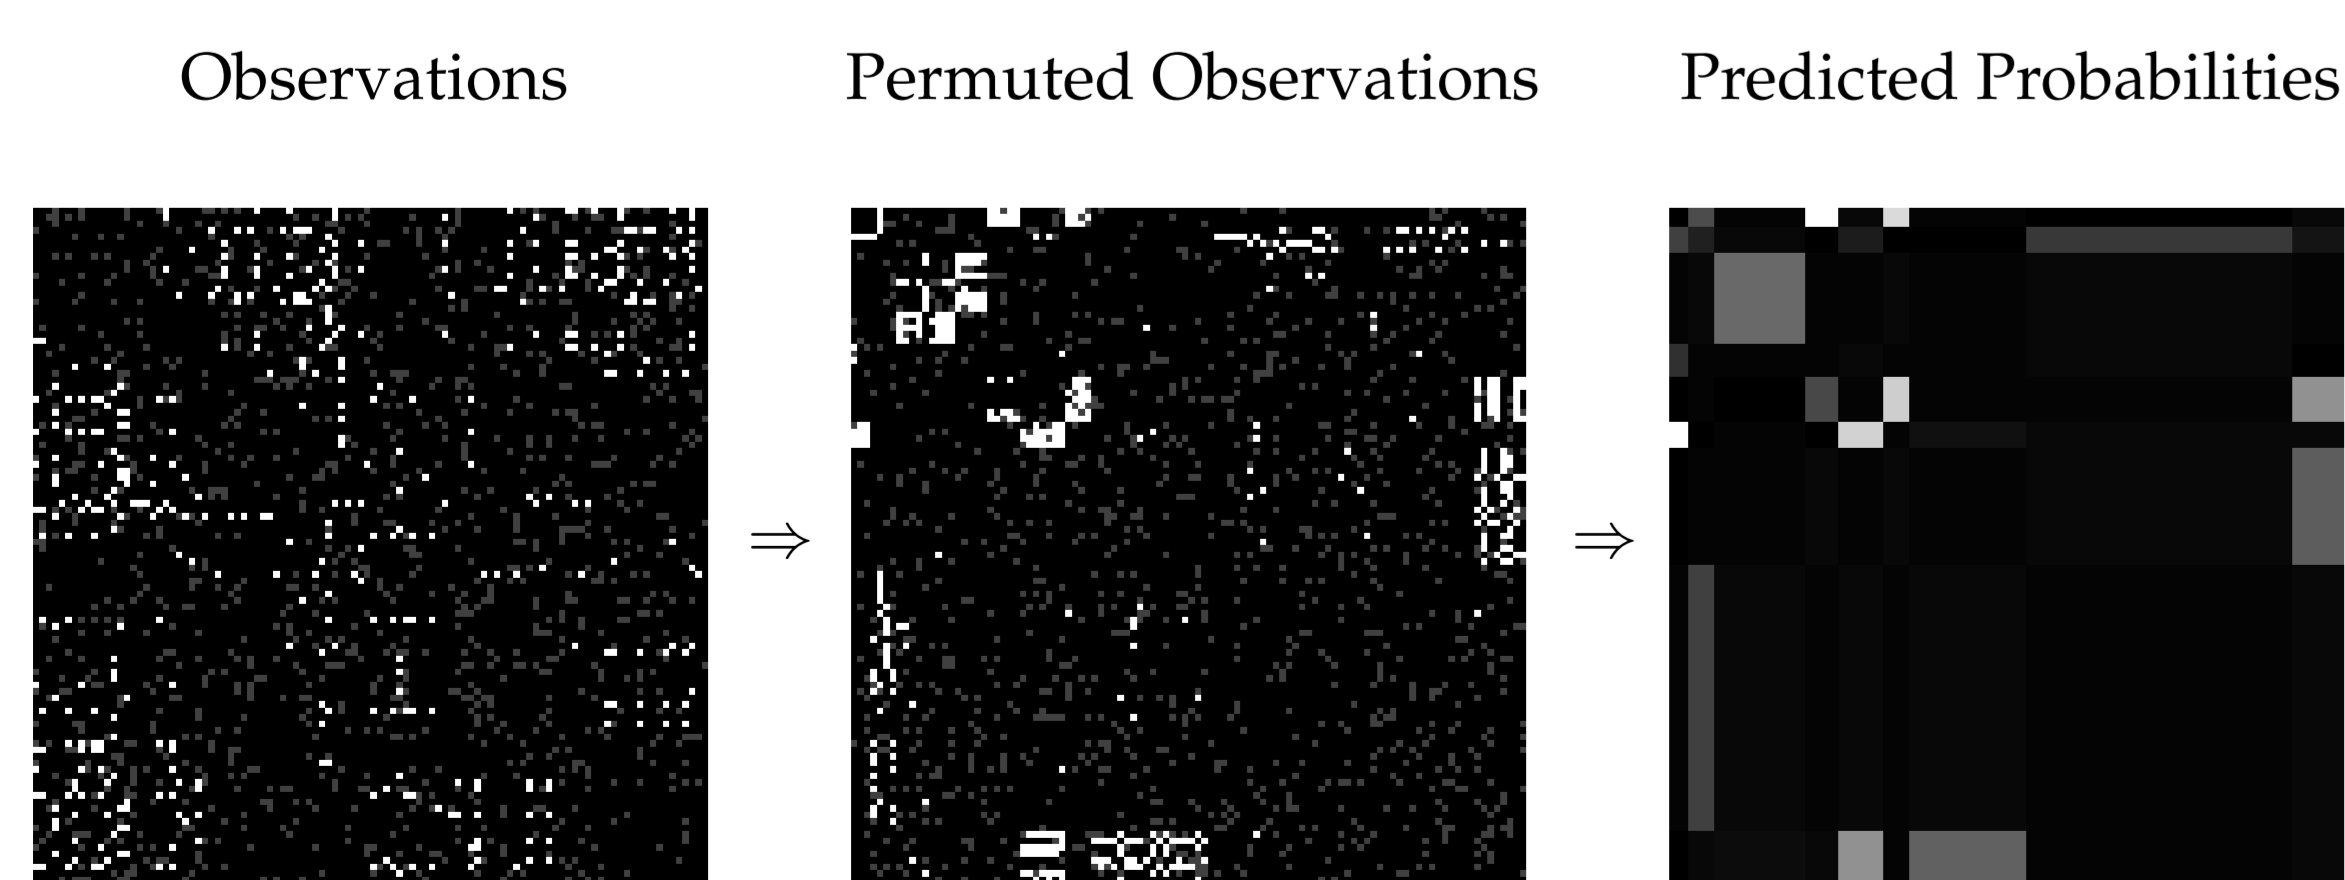 Observations
Permuted Observations
Predicted Probabilities
⇒
⇒